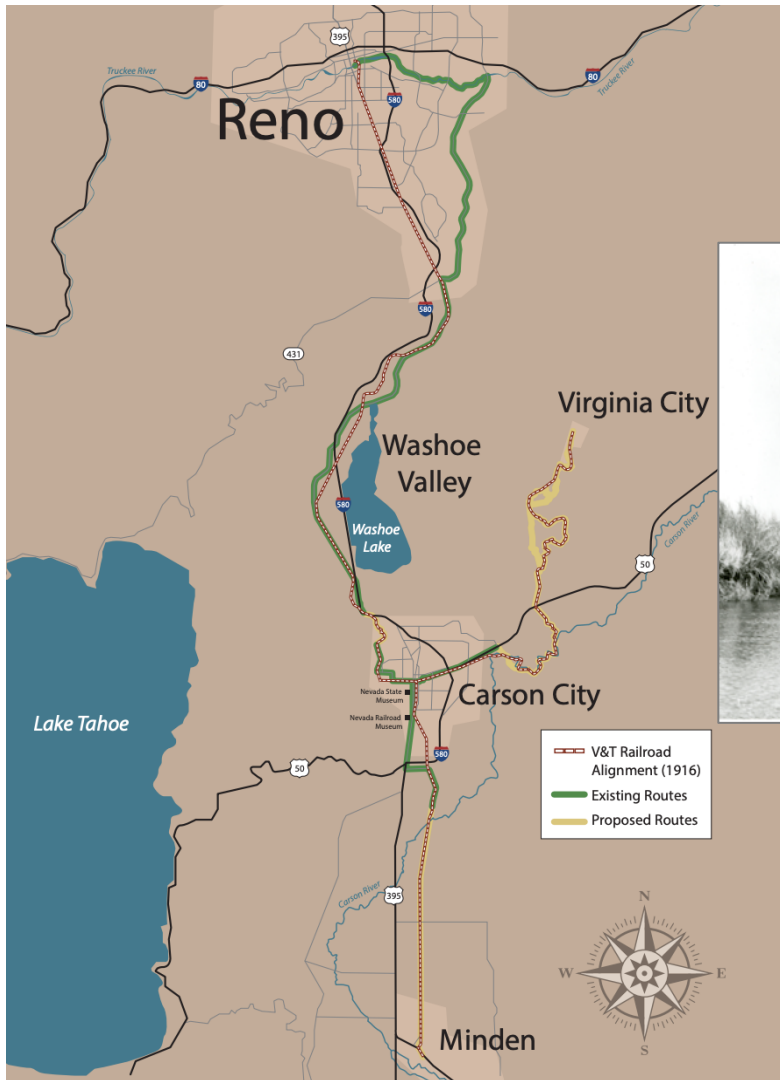 395
Truckee River
80
80
Truckee River
580
Reno
580
431
Virginia City
Washoe
Valley
580
Washoe
Lake
Carson River
50
Nevada State
Museum
Carson City
Nevada Railroad
Museum
Lake Tahoe
580
50
V&T Railroad
Alignment (1916)
Existing Routes
Proposed Routes
Carson River
395
N
W
E
S
Minden